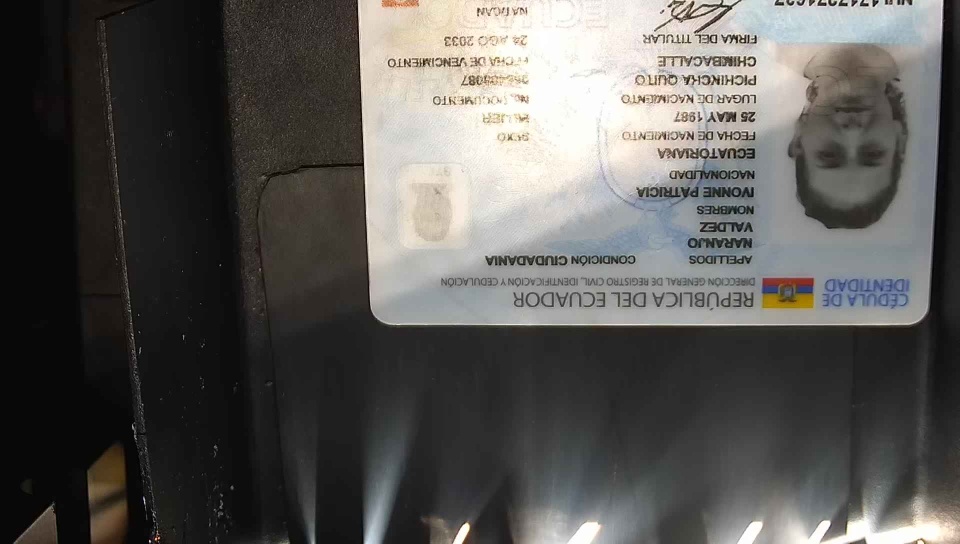 CÉDULA DE
IDENTIDAD
REPÚBLICA DEL ECUADOR
DIRECCIÓN GENERAL DE REGISTRO CIVIL, IDENTIFICACIÓN Y CEDULACIÓN
APELLIDOS
NARANJO
VALDEZ
NOMBRES
IVONNE PATRICIA
NACIONALIDAD
ECUATORIANA
FECHA DE NACIMIENTO
25 MAY 1987
LUGAR DE NACIMIENTO
PICHINCHA QUITO
CHIMBACALLE
FIRMA DEL TITULAR
CONDICIÓN CIUDADANÍA
SEXO
MUJER
No. DOCUMENTO
FECHA DE VENCIMIENTO
24 AGO 2033
NAT/CAN